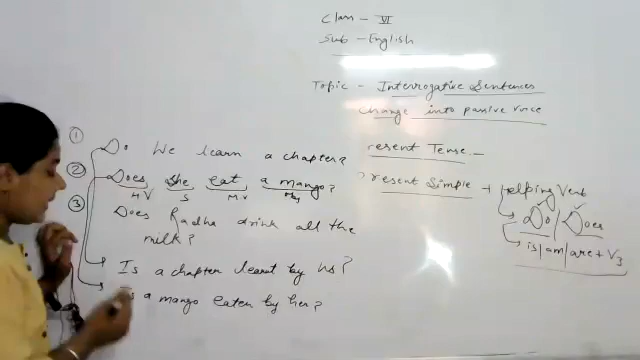 Class - VI
Sub - English
Topic - Interrogative Sentences
change into passive voice
resent Tense -
resent Simple + Helping Verb
Do / Does
is/am/are + V3
① Do We learn a chapter?
② Does She eat a mango?
HV S MV Obj
③ Does Radha drink all the
milk?
Is a chapter learnt by us?
Is a mango eaten by her?